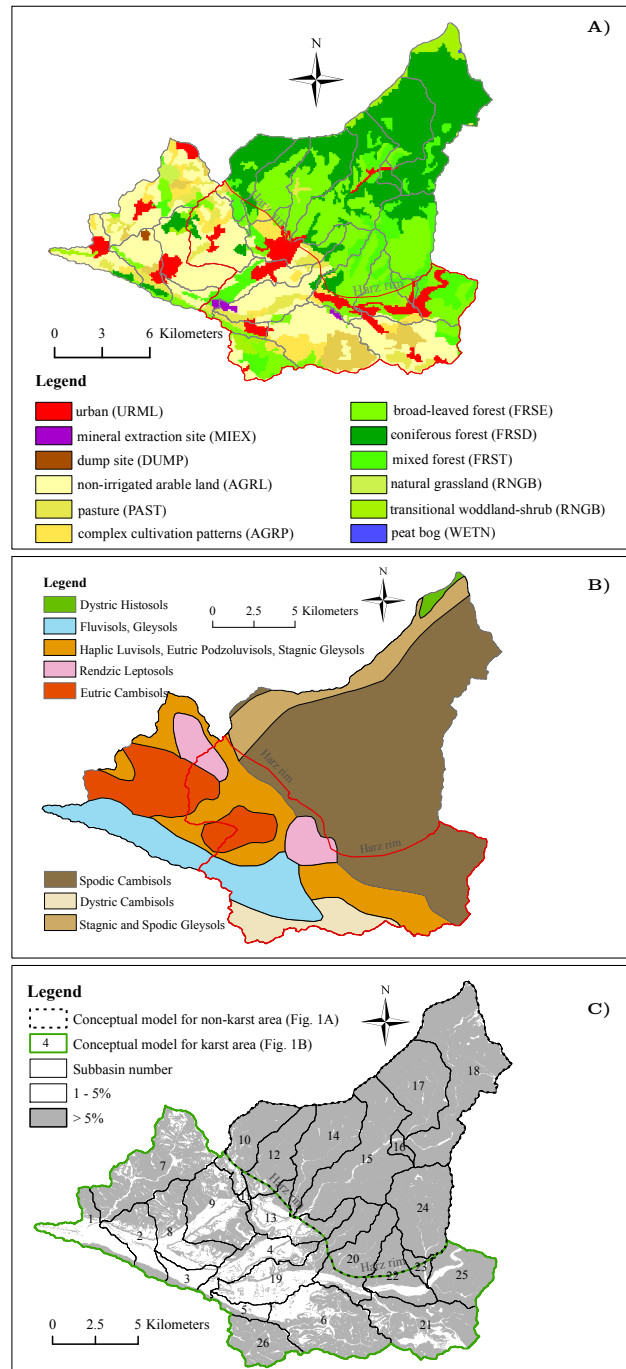 A)
N
Harz rim
Harz rim
0 3 6 Kilometers
Legend
urban (URML)
mineral extraction site (MIEX)
dump site (DUMP)
non-irrigated arable land (AGRL)
pasture (PAST)
complex cultivation patterns (AGRP)
broad-leaved forest (FRSE)
coniferous forest (FRSD)
mixed forest (FRST)
natural grassland (RNGB)
transitional woddland-shrub (RNGB)
peat bog (WETN)
B)
Legend
N
0 2.5 5 Kilometers
Dystric Histosols
Fluvisols, Gleysols
Haplic Luvisols, Eutric Podzoluvisols, Stagnic Gleysols
Rendzic Leptosols
Eutric Cambisols
Harz rim
Harz rim
Spodic Cambisols
Dystric Cambisols
Stagnic and Spodic Gleysols
C)
Legend
N
Conceptual model for non-karst area (Fig. 1A)
4 Conceptual model for karst area (Fig. 1B)
Subbasin number
1 - 5%
> 5%
18
17
10
14
12
16
15
7
Harz rim
9
24
13
1
2
8
4
20
Harz rim
23
22
25
3
19
5
6
21
26
0 2.5 5 Kilometers